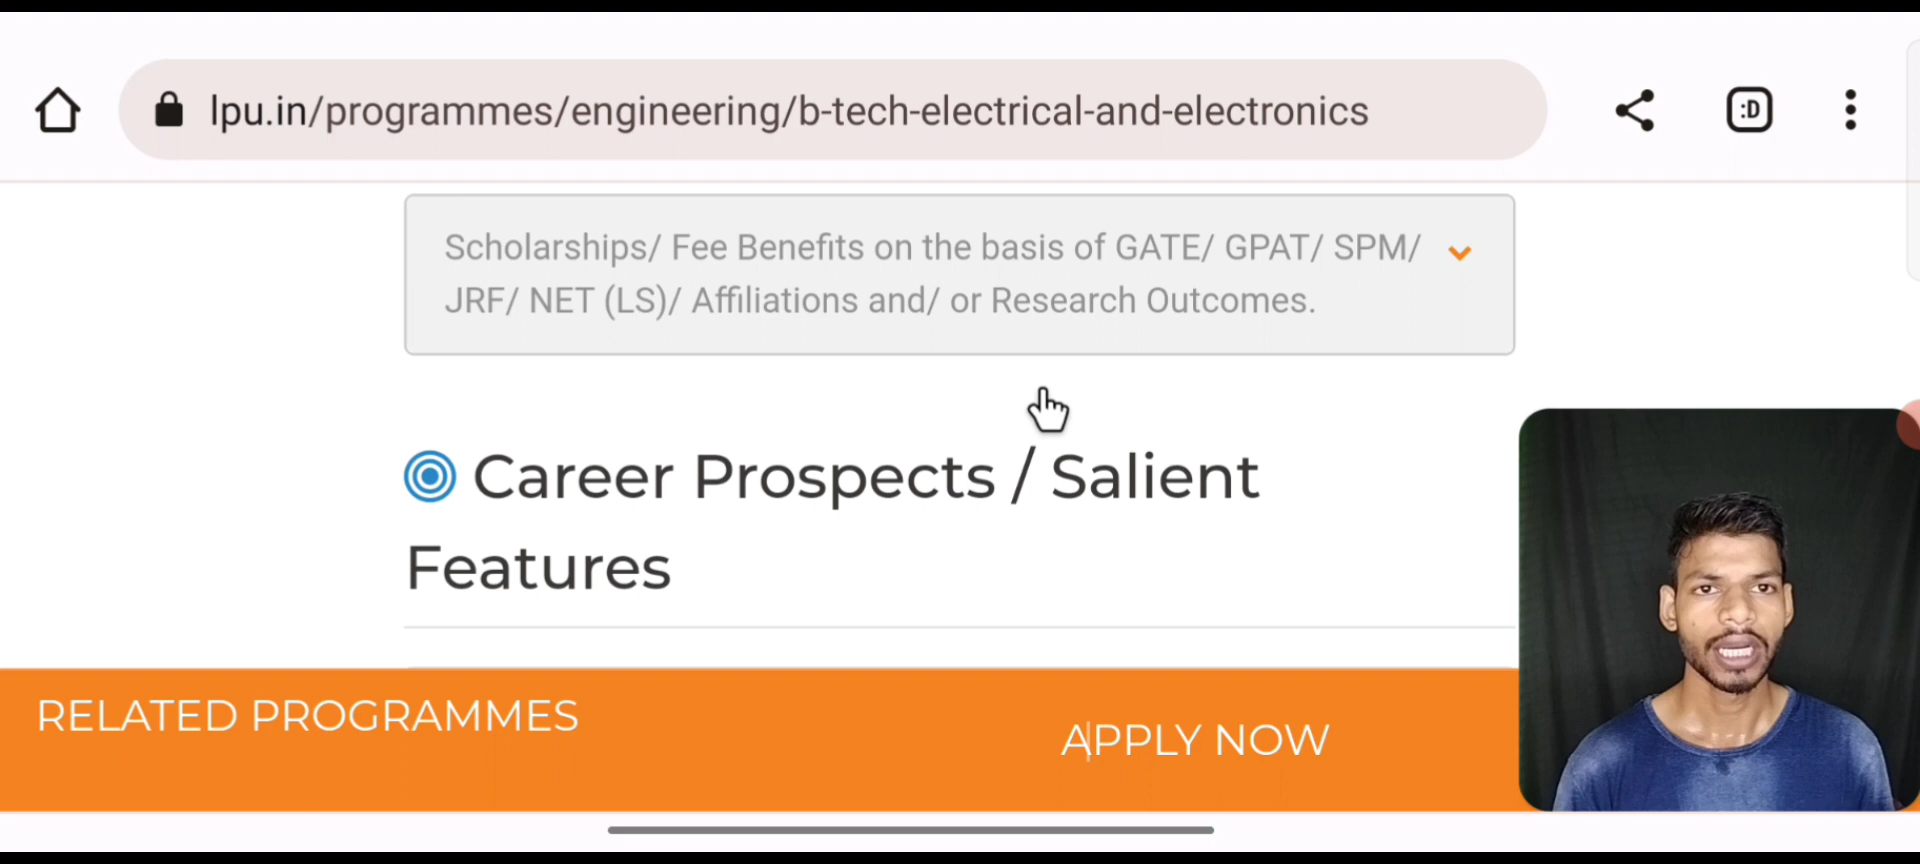 lpu.in/programmes/engineering/b-tech-electrical-and-electronics
:D
Scholarships/ Fee Benefits on the basis of GATE/ GPAT/ SPM/
JRF/ NET (LS)/ Affiliations and/ or Research Outcomes.
Career Prospects / Salient
Features
RELATED PROGRAMMES
APPLY NOW